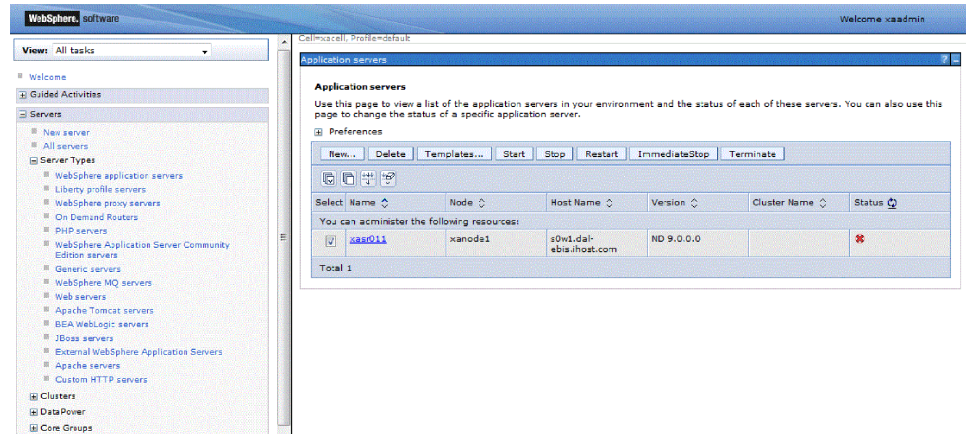 WebSphere. software
Welcome xaadmin
View: All tasks
Welcome
Guided Activities
Servers
New server
All servers
Server Types
WebSphere application servers
Liberty profile servers
WebSphere proxy servers
On Demand Routers
PHP servers
WebSphere Application Server Community
Edition servers
Generic servers
WebSphere MQ servers
Web servers
Apache Tomcat servers
BEA WebLogic servers
JBoss servers
External WebSphere Application Servers
Apache servers
Custom HTTP servers
Clusters
DataPower
Core Groups
Cell=xacell, Profile=default
Application servers
? –
Application servers
Use this page to view a list of the application servers in your environment and the status of each of these servers. You can also use this
page to change the status of a specific application server.
Preferences
New... Delete Templates... Start Stop Restart ImmediateStop Terminate
Select Name Node Host Name Version Cluster Name Status
You can administer the following resources:
xasr011 xanode1 s0w1.dal- ND 9.0.0.0
ebis.ihost.com
Total 1